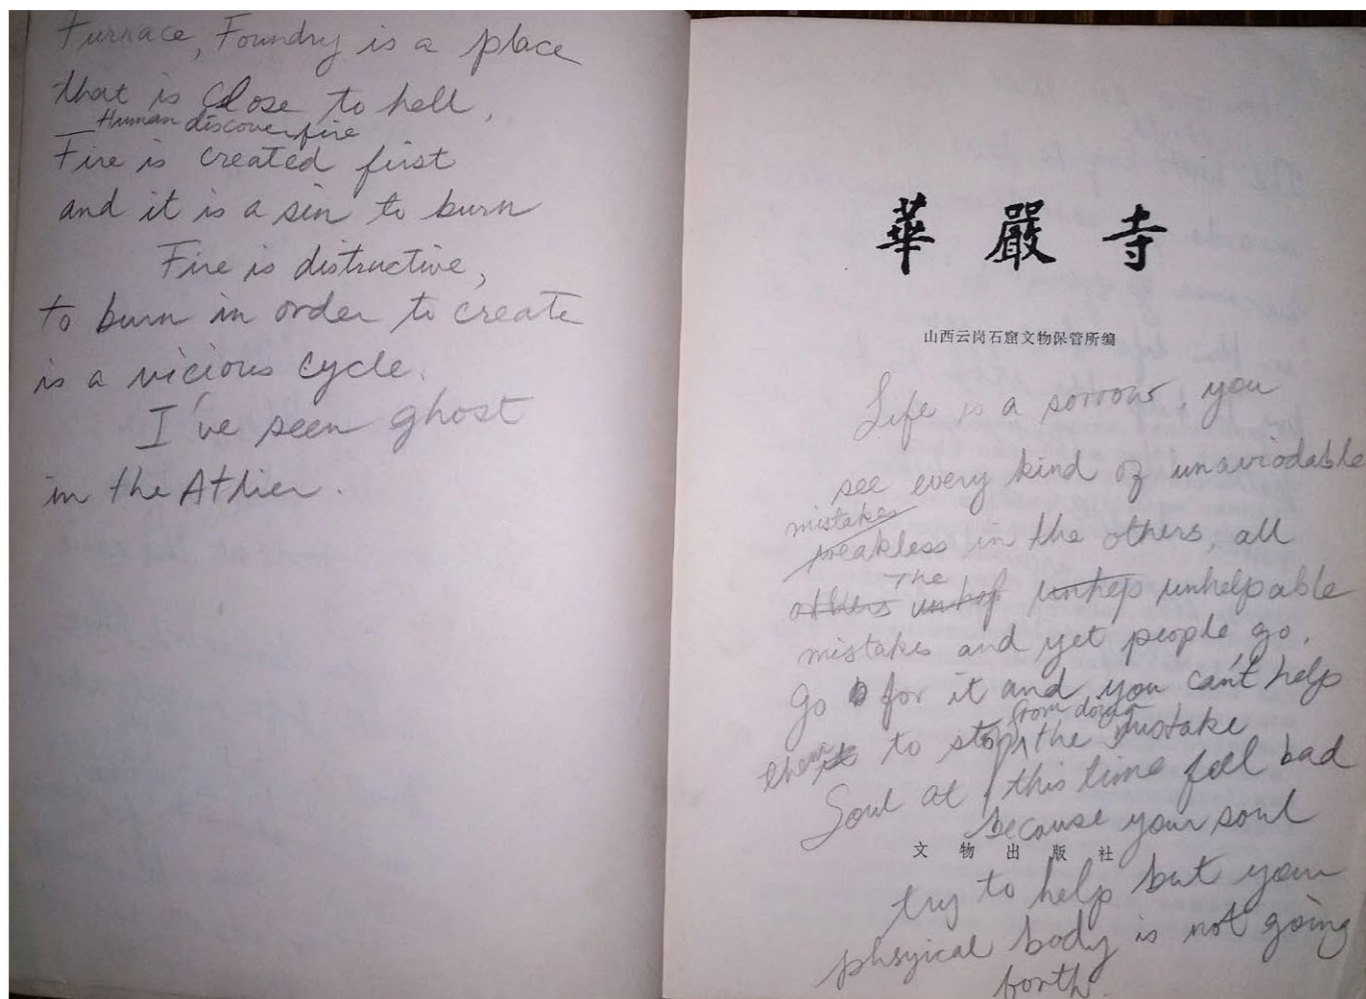 Furnace, Foundry is a place
that is close to hell,
— Human discover fire
Fire is created first
and it is a sin to burn
Fire is distructive,
to burn in order to create
is a vicious cycle.
I've seen ghost
in the Atlier.
華嚴寺
山西云岗石窟文物保管所编
Life is a sorrow, you
see every kind of unaviodable
mistakes
weakless in the others, all
The
others unhep unhelpable
mistakes and yet people go,
go for it and you can't help
from doing
them to stop the mistake
Soul at this time feel bad
because your soul
文物出版社
try to help but your
phsyical body is not going
forth.